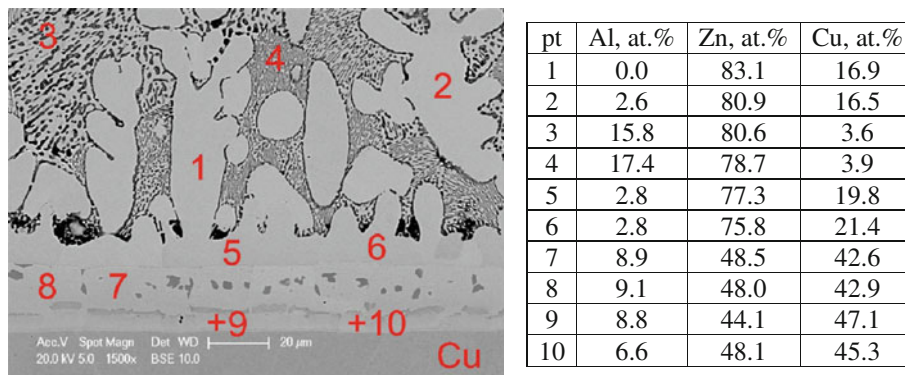 3
4
2
1
5
6
8
7
+9
+10
Acc.V Spot Magn Det WD 20 µm
20.0 kV 5.0 1500x BSE 10.0
Cu
pt Al, at.% Zn, at.% Cu, at.%
1 0.0 83.1 16.9
2 2.6 80.9 16.5
3 15.8 80.6 3.6
4 17.4 78.7 3.9
5 2.8 77.3 19.8
6 2.8 75.8 21.4
7 8.9 48.5 42.6
8 9.1 48.0 42.9
9 8.8 44.1 47.1
10 6.6 48.1 45.3